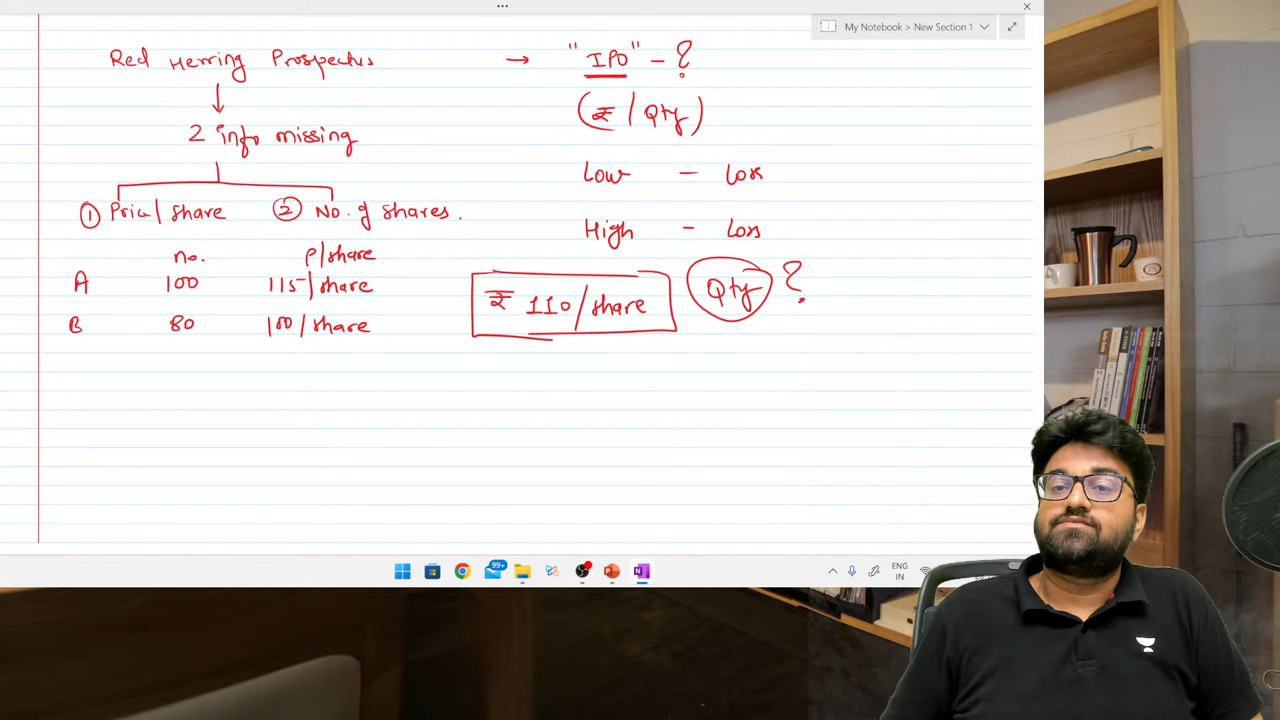 My Notebook > New Section 1
Red Herring Prospectus → "IPO" - ?
(₹ / Qty)
2 info missing
Low - Loss
① Price/share ② No. of shares.
High - Loss
no. p/share
A 100 115/share
₹ 110/share Qty ?
B 80 100/share
99+
ENG
IN